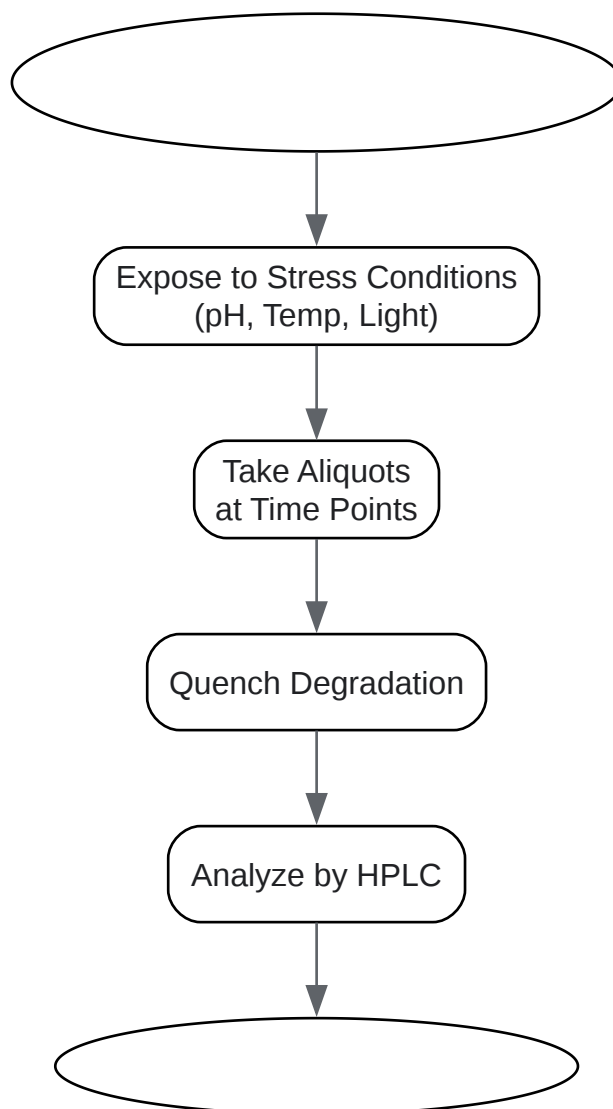 Expose to Stress Conditions
(pH, Temp, Light)
Take Aliquots
at Time Points
Quench Degradation
Analyze by HPLC